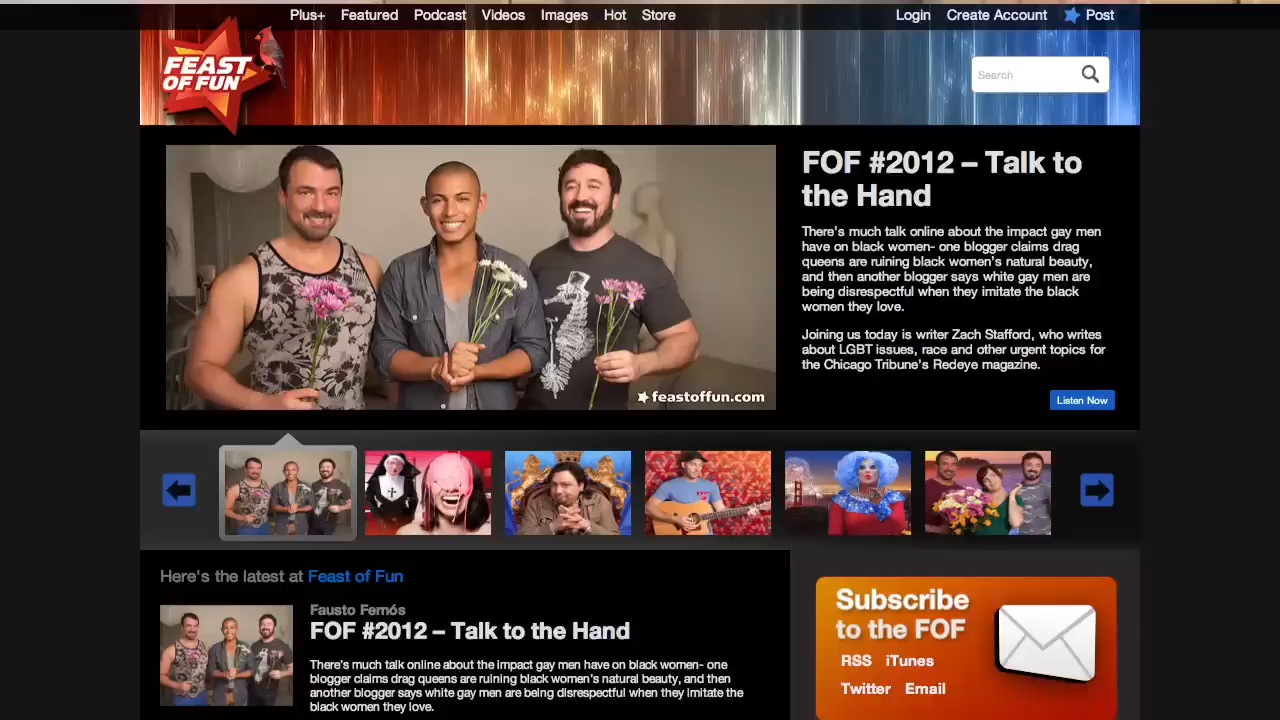 Plus+ Featured Podcast Videos Images Hot Store Login Create Account Post
FEAST
OF FUN
Search
FOF #2012 – Talk to
the Hand
There's much talk online about the impact gay men
have on black women- one blogger claims drag
queens are ruining black women's natural beauty,
and then another blogger says white gay men are
being disrespectful when they imitate the black
women they love.
Joining us today is writer Zach Stafford, who writes
about LGBT issues, race and other urgent topics for
the Chicago Tribune's Redeye magazine.
feastoffun.com
Listen Now
Here's the latest at Feast of Fun
Fausto Fernós
FOF #2012 – Talk to the Hand
There's much talk online about the impact gay men have on black women- one
blogger claims drag queens are ruining black women's natural beauty, and then
another blogger says white gay men are being disrespectful when they imitate the
black women they love.
Subscribe
to the FOF
RSS iTunes
Twitter Email